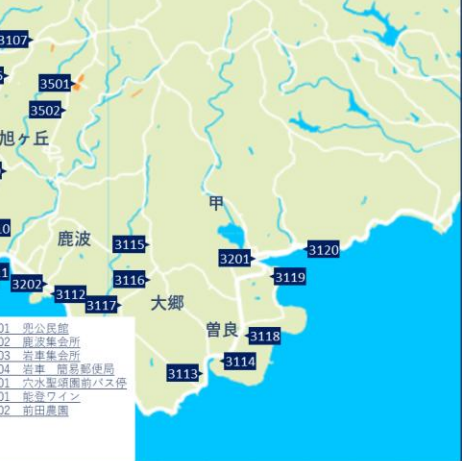 3107
3501
3502
旭ヶ丘
甲
10
鹿波
3115
3201
3120
3202
3116
3119
3112
3117
大郷
曽良
3118
3114
3113
01 兜公民館
02 鹿波集会所
03 岩車集会所
04 岩車 簡易郵便局
01 穴水聖頌園前バス停
01 能登ワイン
02 前田農園